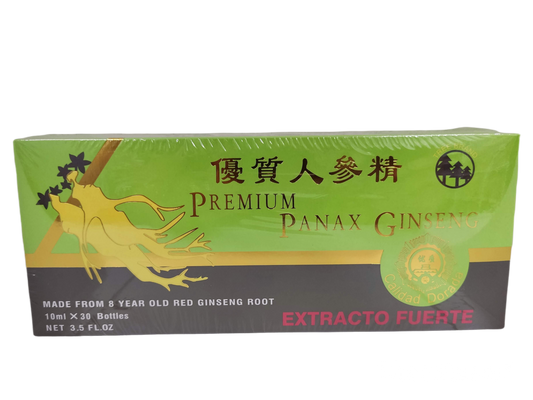 優質人參精
PREMIUM
PANAX GINSENG
MADE FROM 8 YEAR OLD RED GINSENG ROOT
10ml X 30 Bottles
NET 3.5 FL.OZ
EXTRACTO FUERTE